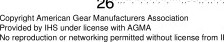 26
Copyright American Gear Manufacturers Association
Provided by IHS under license with AGMA
No reproduction or networking permitted without license from